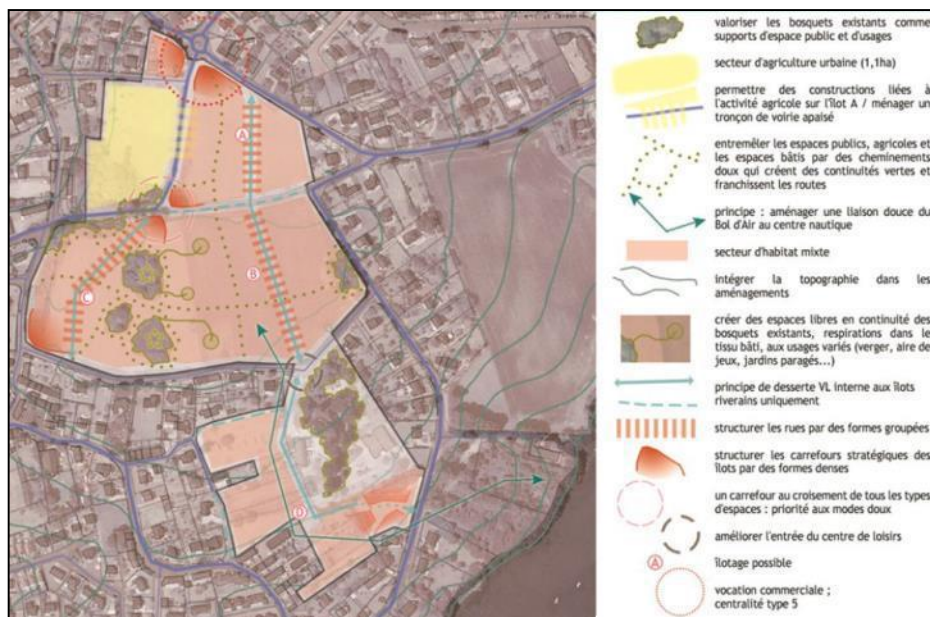 valoriser les bosquets existants comme
supports d'espace public et d'usages
secteur d'agriculture urbaine (1,1ha)
permettre des constructions liées à
l'activité agricole sur l'îlot A / ménager un
tronçon de voirie apaisé
entremêler les espaces publics, agricoles et
les espaces bâtis par des cheminements
doux qui créent des continuités vertes et
franchissent les routes
principe : aménager une liaison douce du
Bol d'Air au centre nautique
secteur d'habitat mixte
intégrer la topographie dans les
aménagements
créer des espaces libres en continuité des
bosquets existants, respirations dans le
tissu bâti, aux usages variés (verger, aire de
jeux, jardins paragés...)
principe de desserte VL interne aux îlots
riverains uniquement
structurer les rues par des formes groupées
structurer les carrefours stratégiques des
îlots par des formes denses
un carrefour au croisement de tous les types
d'espaces : priorité aux modes doux
améliorer l'entrée du centre de loisirs
A
îlotage possible
vocation commerciale ;
centralité type 5
A
B
C
D